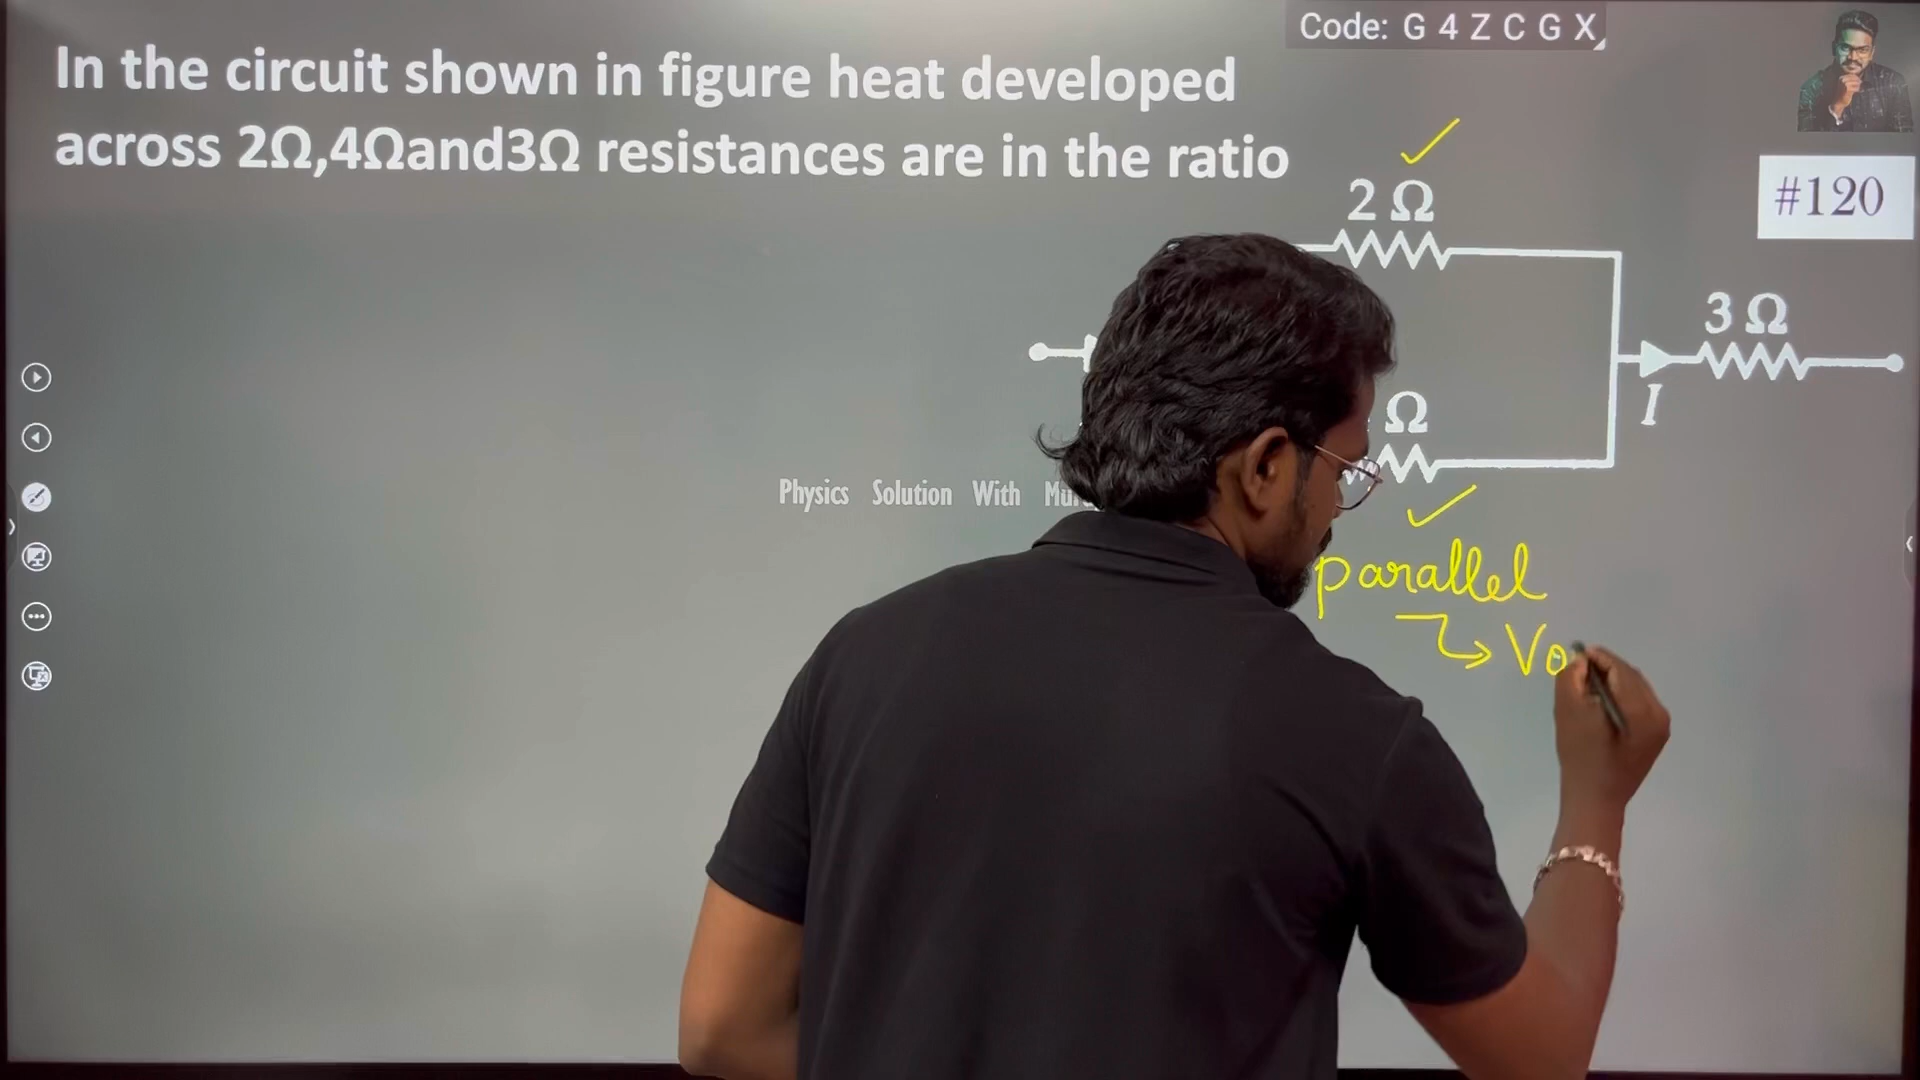 Code: G 4 Z C G X
In the circuit shown in figure heat developed
across 2Ω,4Ωand3Ω resistances are in the ratio
#120
2 Ω
3 Ω
I
Ω
Physics Solution With
parallel